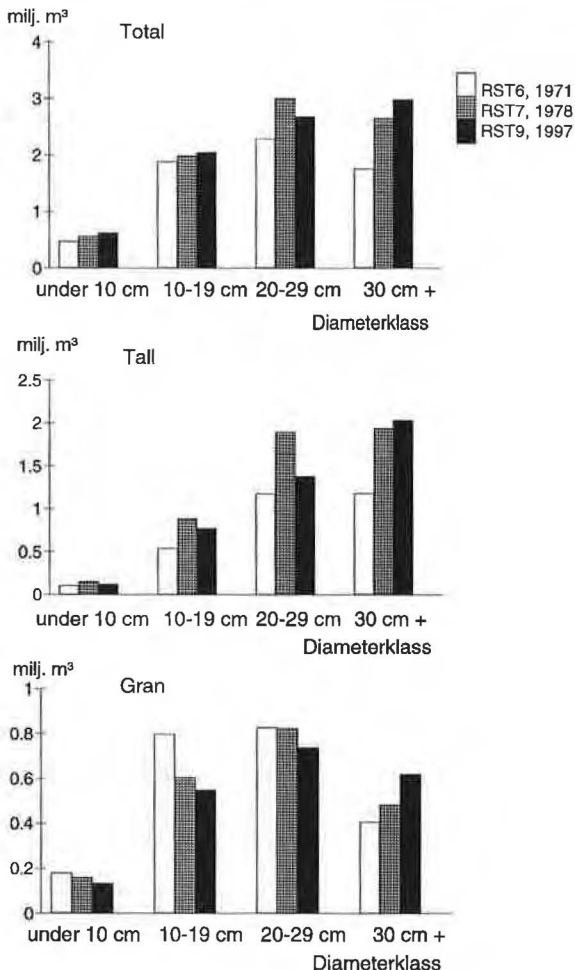 milj. m³
Total
4
3
2
1
0
RST6, 1971
RST7, 1978
RST9, 1997
under 10 cm 10-19 cm 20-29 cm 30 cm +
Diameterklass
milj. m³
Tall
2.5
2
1.5
1
0.5
0
under 10 cm 10-19 cm 20-29 cm 30 cm +
Diameterklass
milj. m³
Gran
1
0.8
0.6
0.4
0.2
0
under 10 cm 10-19 cm 20-29 cm 30 cm +
Diameterklass